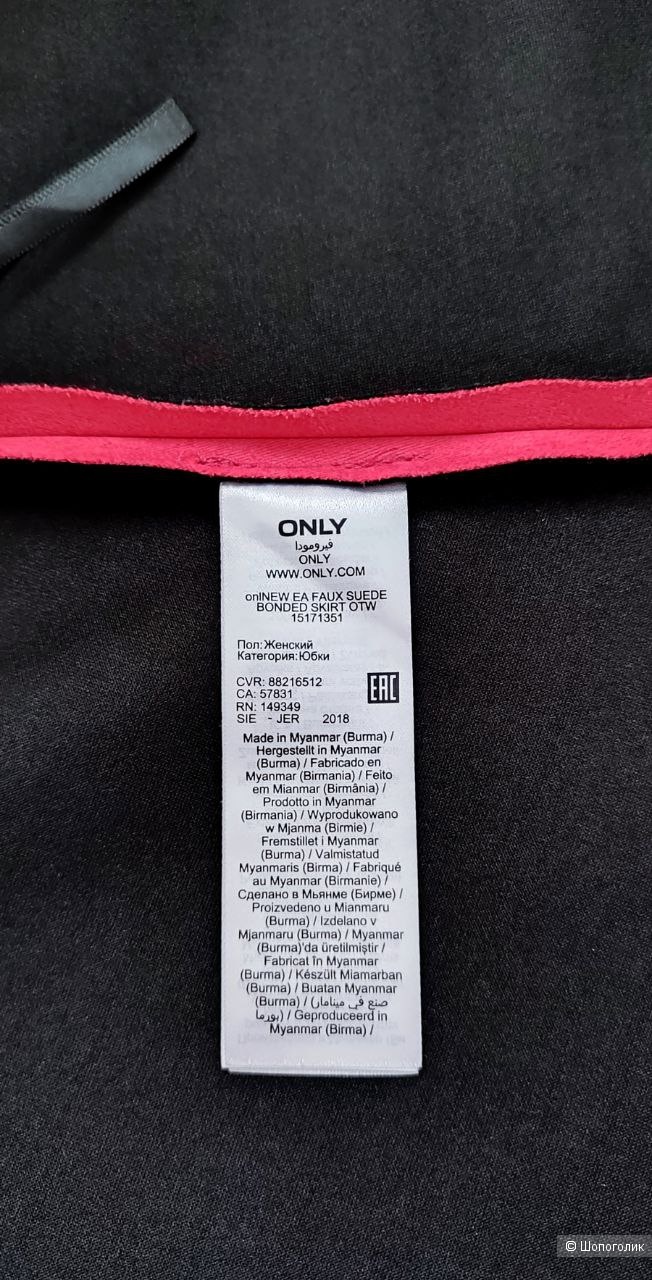 ONLY
فيرومودا
ONLY
WWW.ONLY.COM
onlNEW EA FAUX SUEDE
BONDED SKIRT OTW
15171351
Пол:Женский
Категория:Юбки
CVR: 88216512
CA: 57831
RN: 149349
SIE - JER 2018
EAC
Made in Myanmar (Burma) /
Hergestellt in Myanmar
(Burma) / Fabricado en
Myanmar (Birmania) / Feito
em Mianmar (Birmânia) /
Prodotto in Myanmar
(Birmania) / Wyprodukowano
w Mjanma (Birmie) /
Fremstillet i Myanmar
(Burma) / Valmistatud
Myanmaris (Birma) / Fabriqué
au Myanmar (Birmanie) /
Сделано в Мьянме (Бирме) /
Proizvedeno u Mianmaru
(Burma) / Izdelano v
Mjanmaru (Burma) / Myanmar
(Burma)'da üretilmiştir /
Fabricat în Myanmar
(Burma) / Készült Miamarban
(Burma) / Buatan Myanmar
(Burma) / صنع في مينامار)
بورما) / Geproduceerd in
Myanmar (Birma) /
© Шопоголик